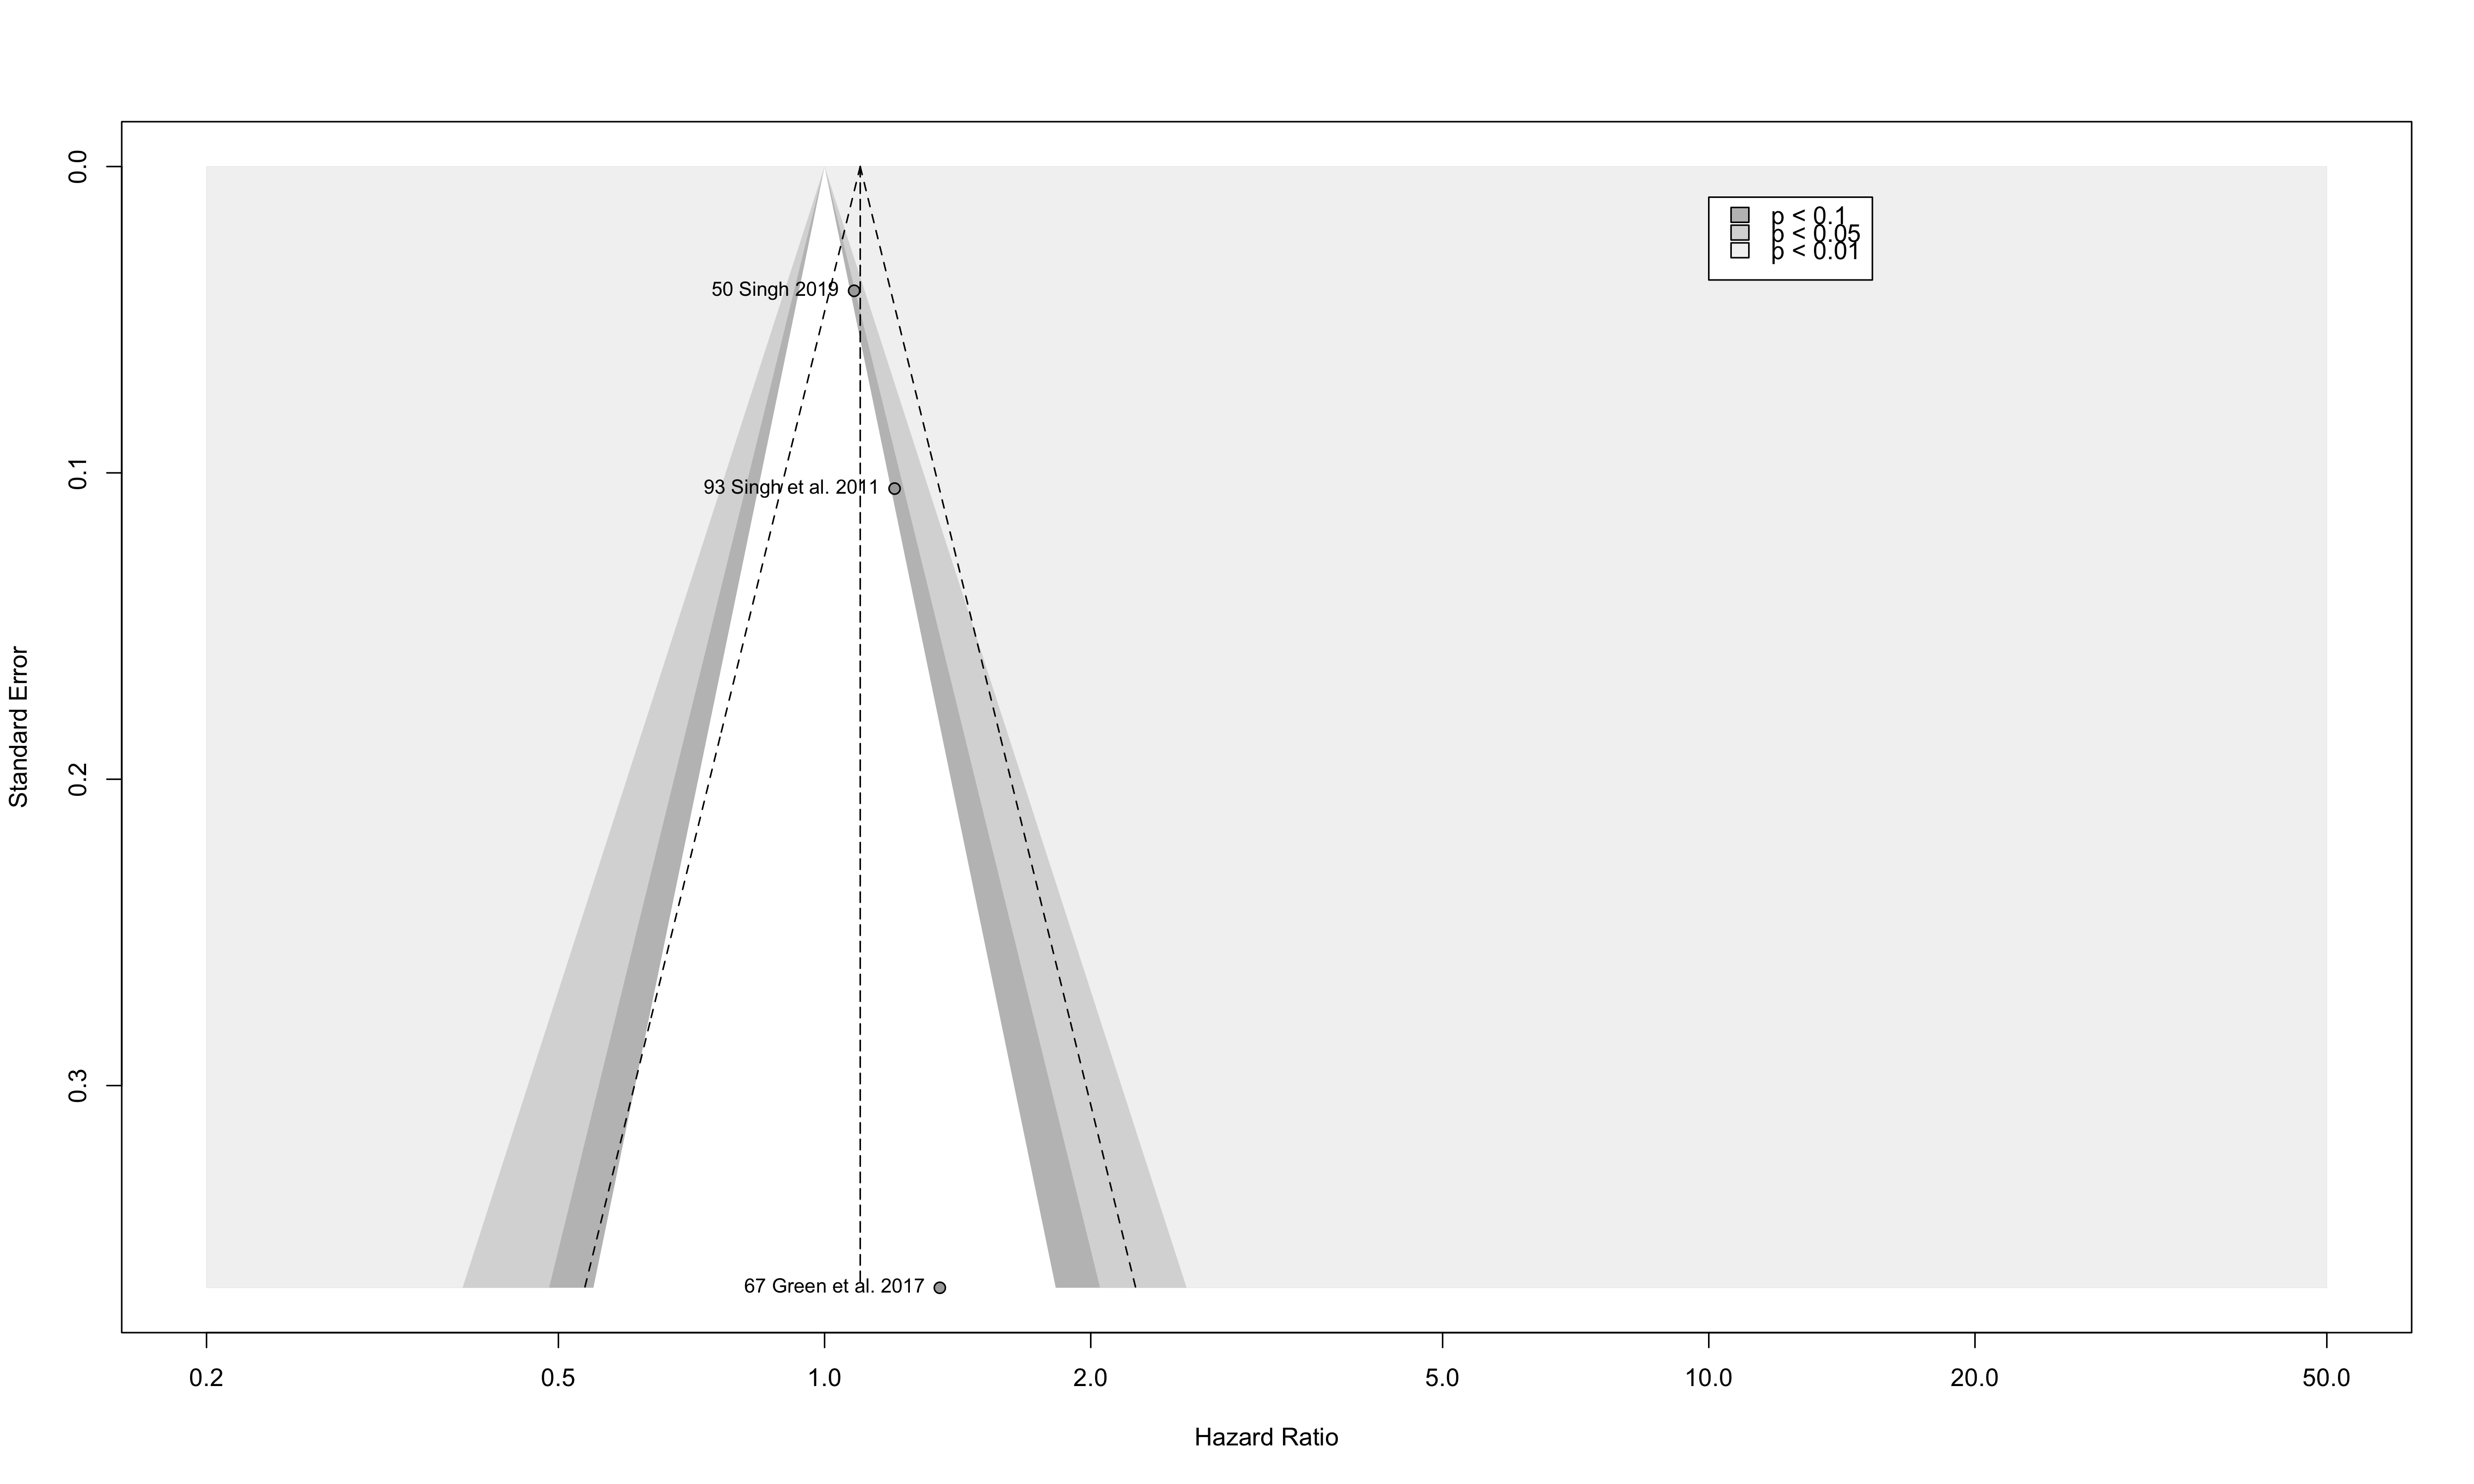 0.0
0.1
0.2
0.3
Standard Error
p < 0.1
p < 0.05
p < 0.01
50 Singh 2019
93 Singh et al. 2011
67 Green et al. 2017
0.2 0.5 1.0 2.0 5.0 10.0 20.0 50.0
Hazard Ratio